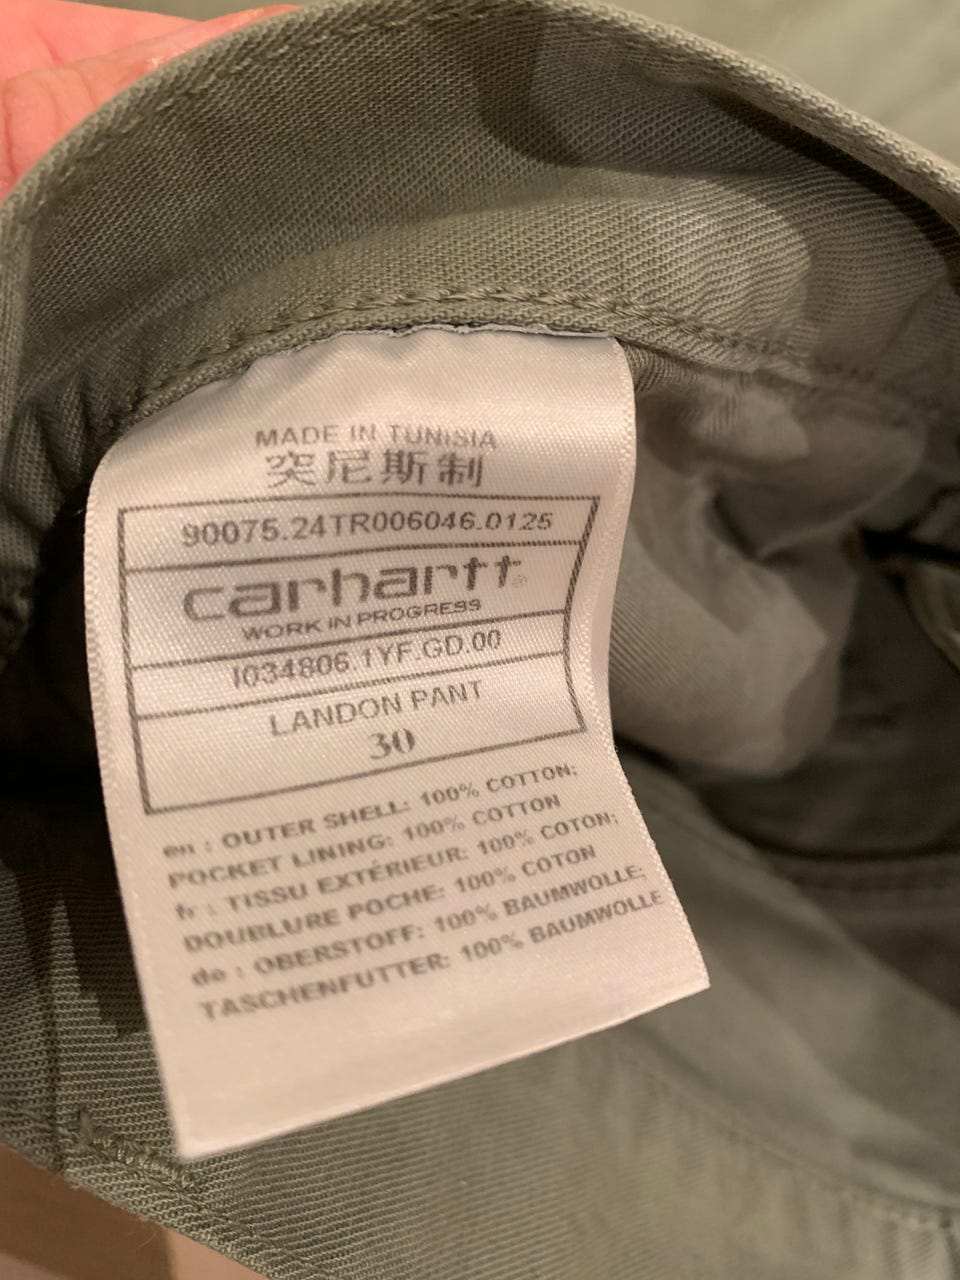 MADE IN TUNISIA
突尼斯制
90075.24TR006046.0125
carhartt®
WORK IN PROGRESS
I034806.1YF.GD.00
LANDON PANT
30
en : OUTER SHELL: 100% COTTON;
POCKET LINING: 100% COTTON
fr : TISSU EXTÉRIEUR: 100% COTON;
DOUBLURE POCHE: 100% COTON
de : OBERSTOFF: 100% BAUMWOLLE;
TASCHENFUTTER: 100% BAUMWOLLE